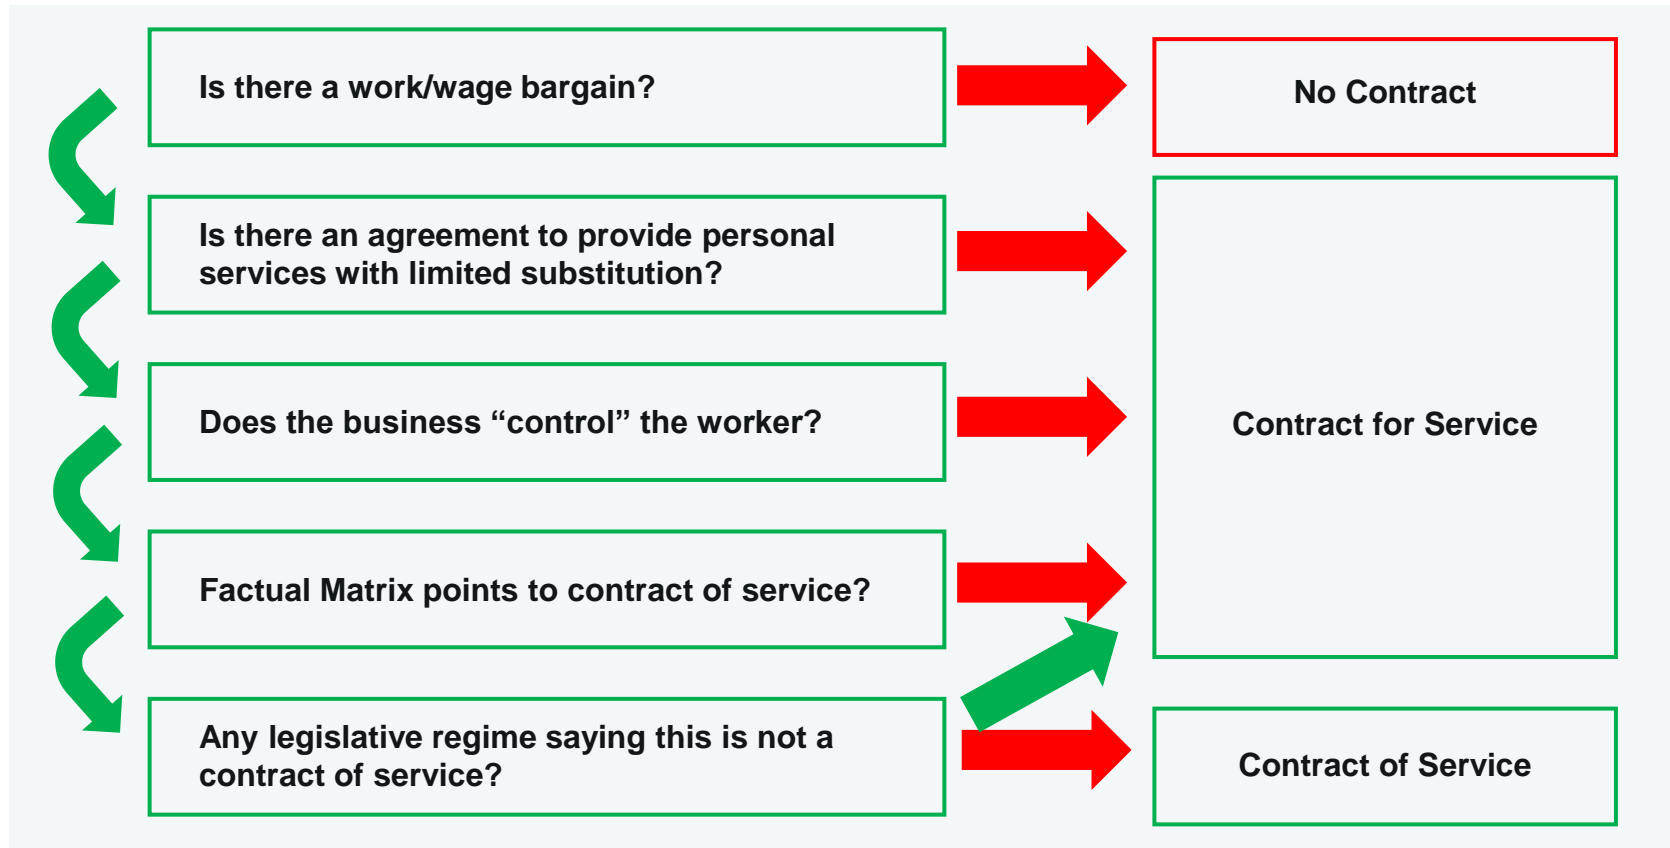 Is there a work/wage bargain?
No Contract
Is there an agreement to provide personal
services with limited substitution?
Does the business “control” the worker?
Contract for Service
Factual Matrix points to contract of service?
Any legislative regime saying this is not a
contract of service?
Contract of Service